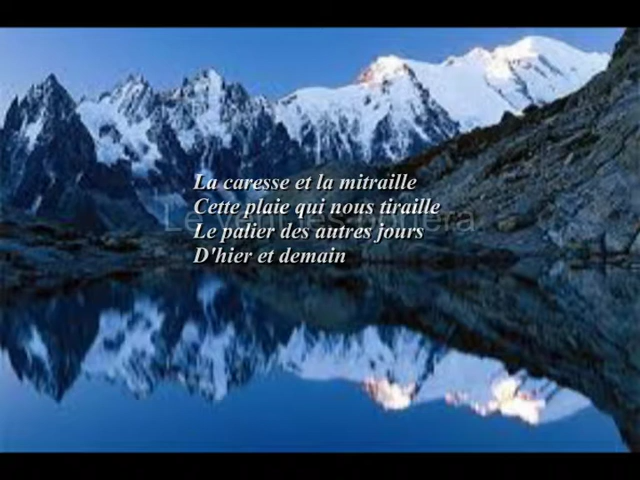 La caresse et la mitraille
Cette plaie qui nous tiraille
Le palier des autres jours
D'hier et demain